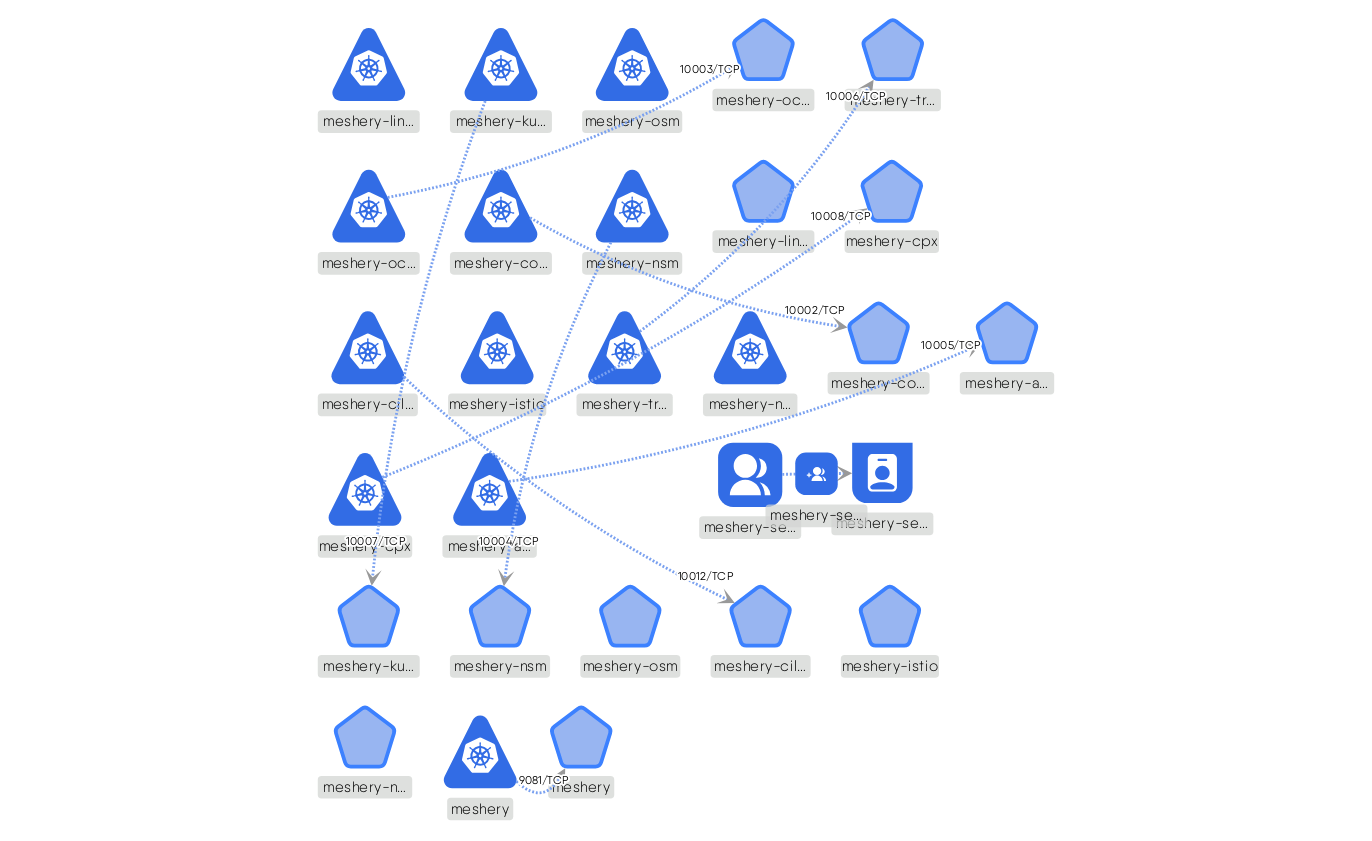 10003/TCP
10006/TCP
meshery-oc...
meshery-tr...
meshery-lin...
meshery-ku...
meshery-osm
10008/TCP
meshery-lin...
meshery-cpx
meshery-oc...
meshery-co...
meshery-nsm
10002/TCP
10005/TCP
meshery-co...
meshery-a...
meshery-cil...
meshery-istio
meshery-tr...
meshery-n...
meshery-se...
meshery-se...
meshery-se...
10007/TCP
10004/TCP
meshery-cpx
meshery-a...
10012/TCP
meshery-ku...
meshery-nsm
meshery-osm
meshery-cil...
meshery-istio
9081/TCP
meshery-n...
meshery
meshery